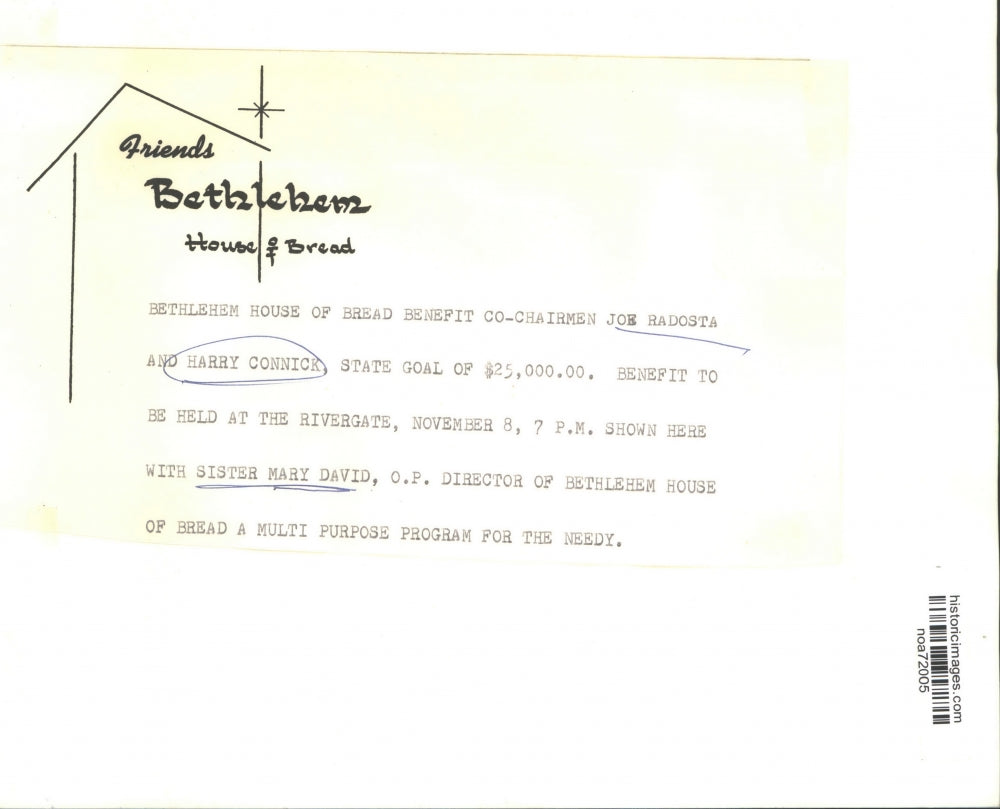 Friends
Bethlehem
House of Bread
BETHLEHEM HOUSE OF BREAD BENEFIT CO-CHAIRMEN JOE RADOSTA
AND HARRY CONNICK, STATE GOAL OF $25,000.00. BENEFIT TO
BE HELD AT THE RIVERGATE, NOVEMBER 8, 7 P.M. SHOWN HERE
WITH SISTER MARY DAVID, O.P. DIRECTOR OF BETHLEHEM HOUSE
OF BREAD A MULTI PURPOSE PROGRAM FOR THE NEEDY.
historicimages.com
noa72005